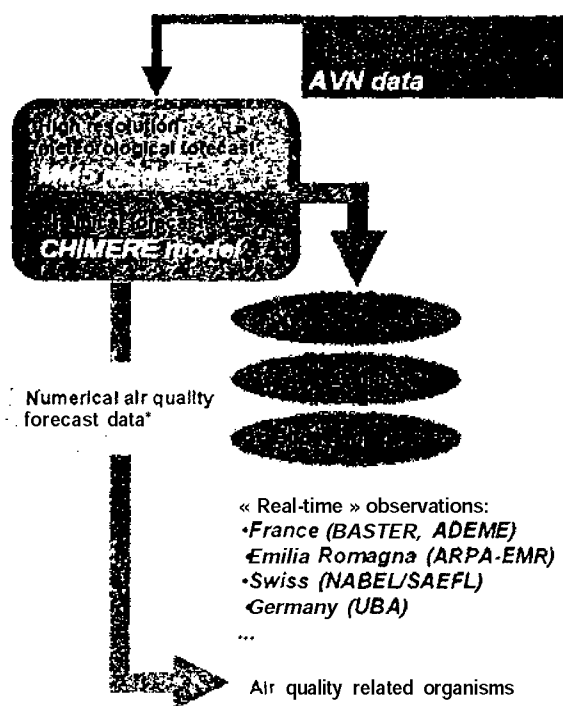 AVN data
High resolution
meteorological forecast
MM5 model
CHIMERE model
Numerical air quality
forecast data*
« Real-time » observations:
•France (BASTER, ADEME)
•Emilia Romagna (ARPA-EMR)
•Swiss (NABEL/SAEFL)
•Germany (UBA)
...
Air quality related organisms